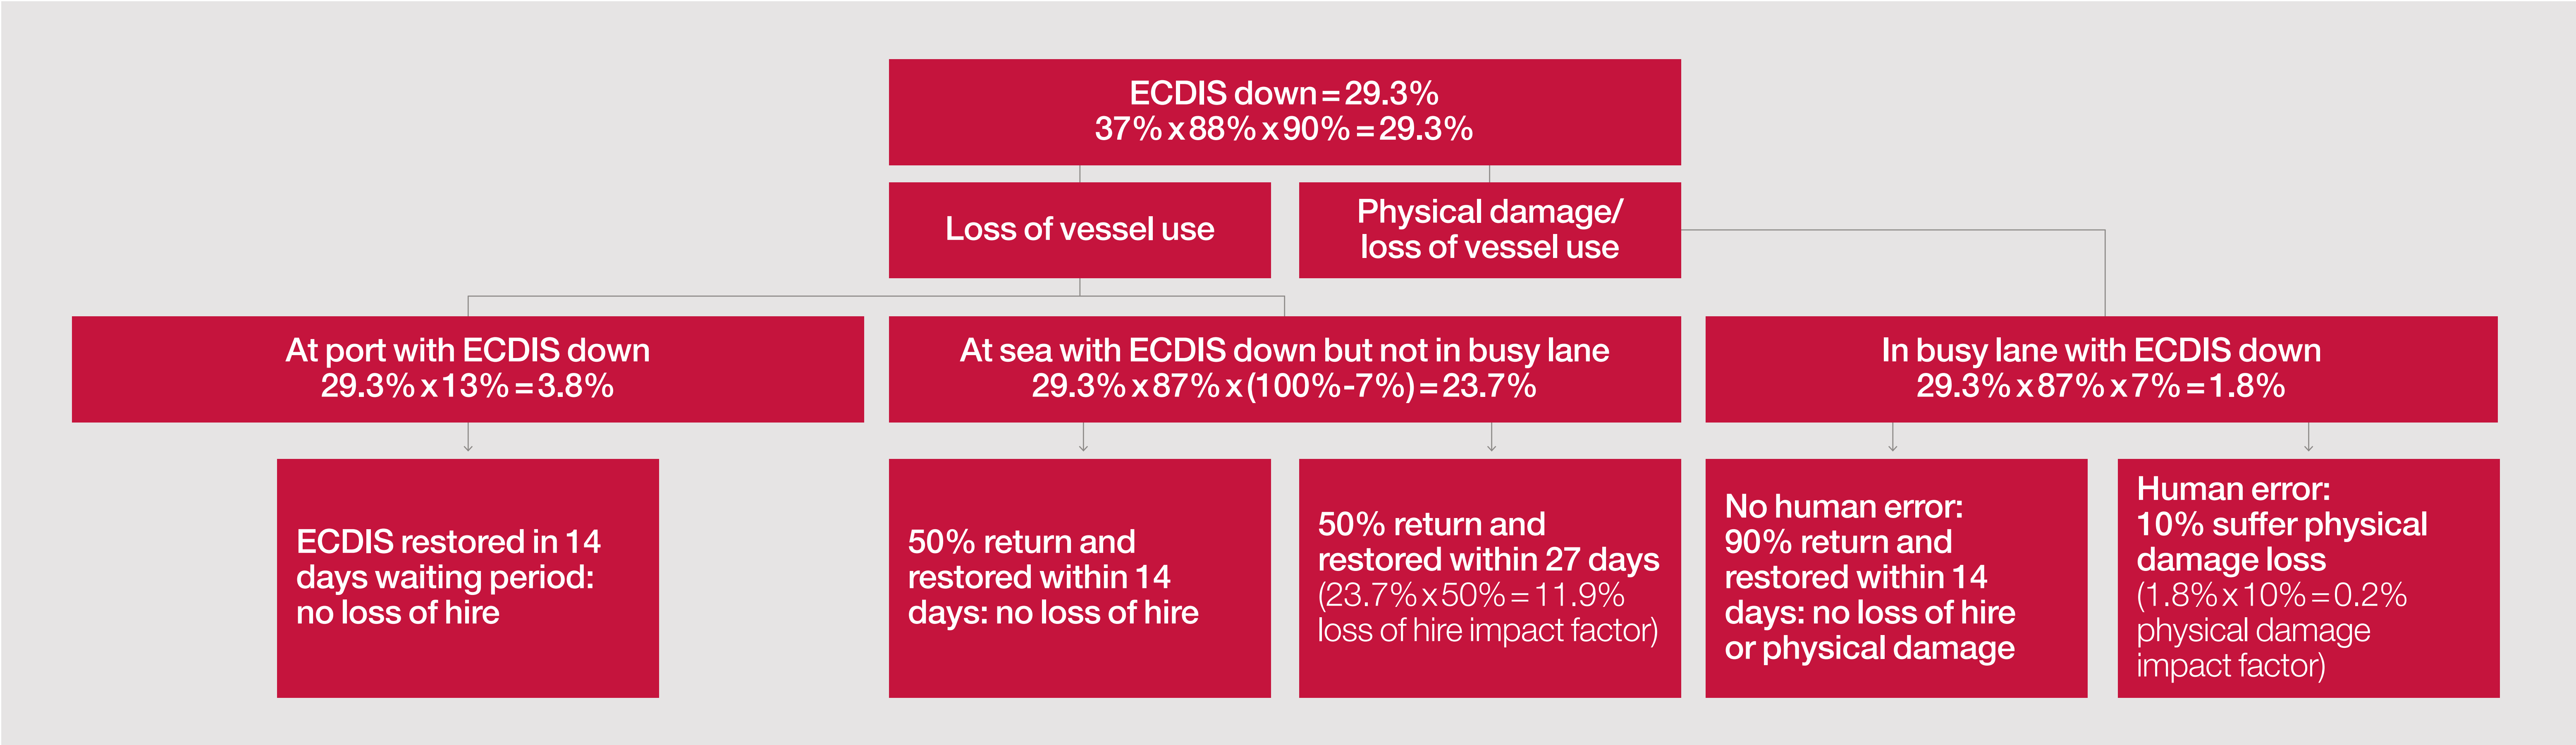 ECDIS down = 29.3%
37% x 88% x 90% = 29.3%
Loss of vessel use
Physical damage/
loss of vessel use
At port with ECDIS down
29.3% x 13% = 3.8%
At sea with ECDIS down but not in busy lane
29.3% x 87% x (100%-7%) = 23.7%
In busy lane with ECDIS down
29.3% x 87% x 7% = 1.8%
ECDIS restored in 14
days waiting period:
no loss of hire
50% return and
restored within 14
days: no loss of hire
50% return and
restored within 27 days
(23.7% x 50% = 11.9%
loss of hire impact factor)
No human error:
90% return and
restored within 14
days: no loss of hire
or physical damage
Human error:
10% suffer physical
damage loss
(1.8% x 10% = 0.2%
physical damage
impact factor)